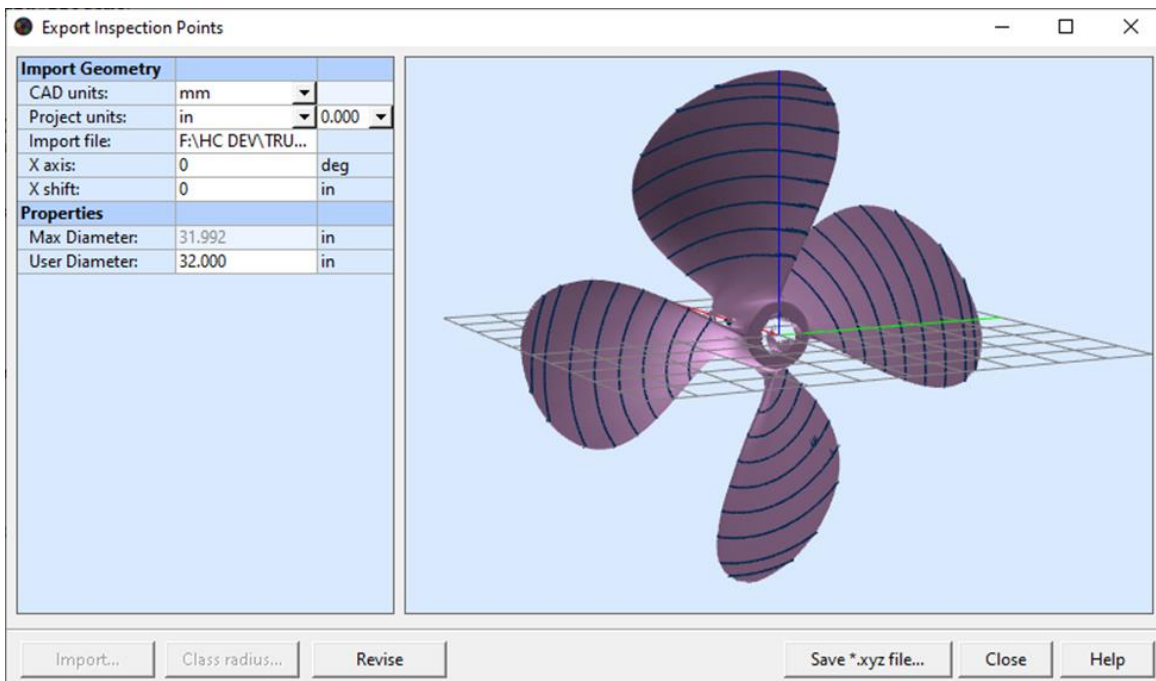 Export Inspection Points
Import Geometry
CAD units: mm
Project units: in 0.000
Import file: F:\HC DEV\TRU...
X axis: 0 deg
X shift: 0 in
Properties
Max Diameter: 31.992 in
User Diameter: 32.000 in
Import... Class radius... Revise Save *.xyz file... Close Help